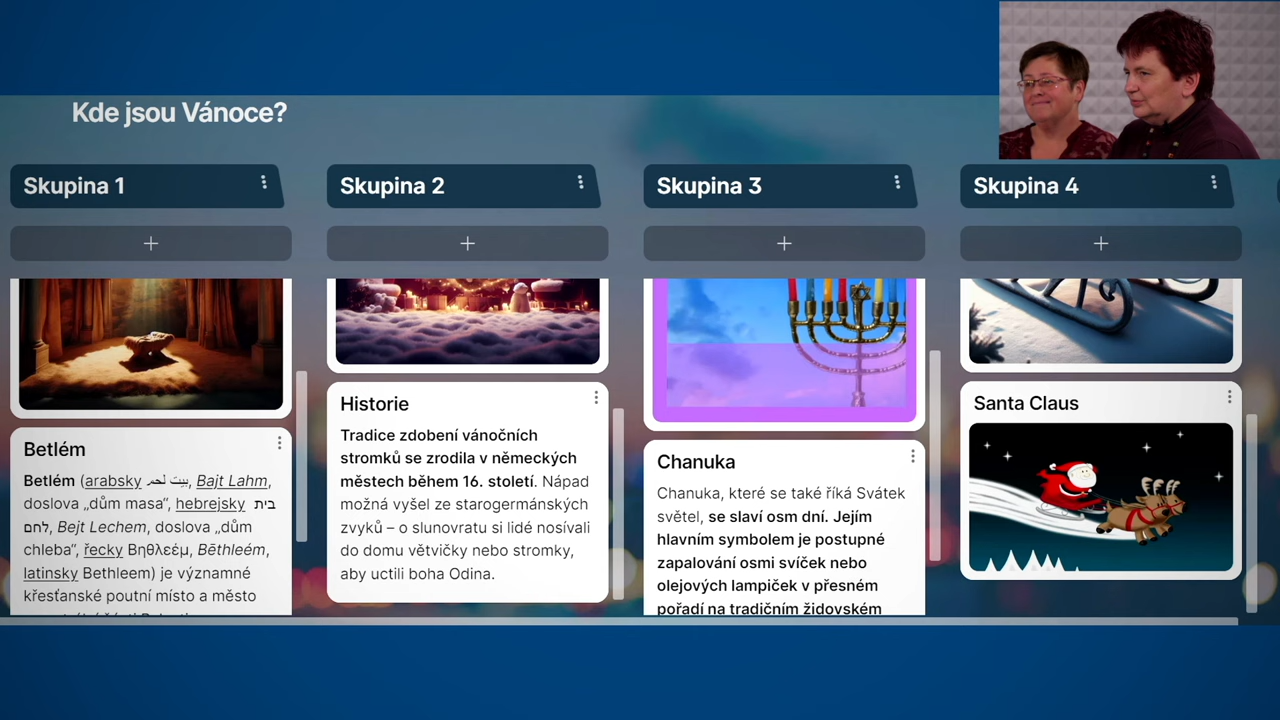 Kde jsou Vánoce?
Skupina 1
Betlém
Betlém (arabsky بيت لحم, Bajt Lahm,
doslova „dům masa“, hebrejsky בית
לחם, Bejt Lechem, doslova „dům
chleba“, řecky Βηθλεέμ, Bēthleém,
latinsky Bethleem) je významné
křesťanské poutní místo a město
Skupina 2
Historie
Tradice zdobení vánočních
stromků se zrodila v německých
městech během 16. století. Nápad
možná vyšel ze starogermánských
zvyků – o slunovratu si lidé nosívali
do domu větvičky nebo stromky,
aby uctili boha Odina.
Skupina 3
Chanuka
Chanuka, které se také říká Svátek
světel, se slaví osm dní. Jejím
hlavním symbolem je postupné
zapalování osmi svíček nebo
olejových lampiček v přesném
pořadí na tradičním židovském
Skupina 4
Santa Claus